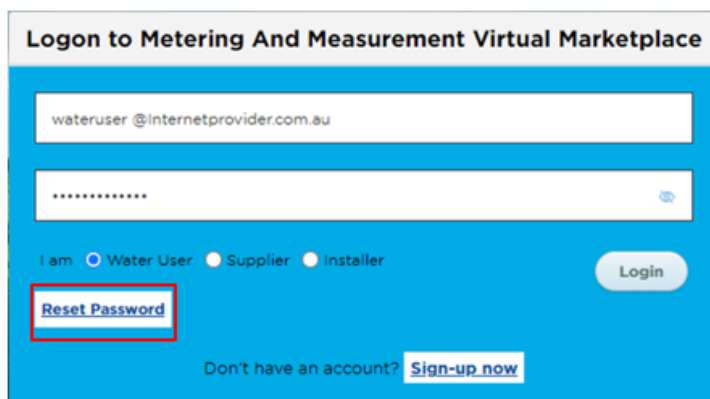 Logon to Metering And Measurement Virtual Marketplace
wateruser @Internetprovider.com.au
•••••••••••••
I am Water User Supplier Installer
Login
Reset Password
Don't have an account? Sign-up now